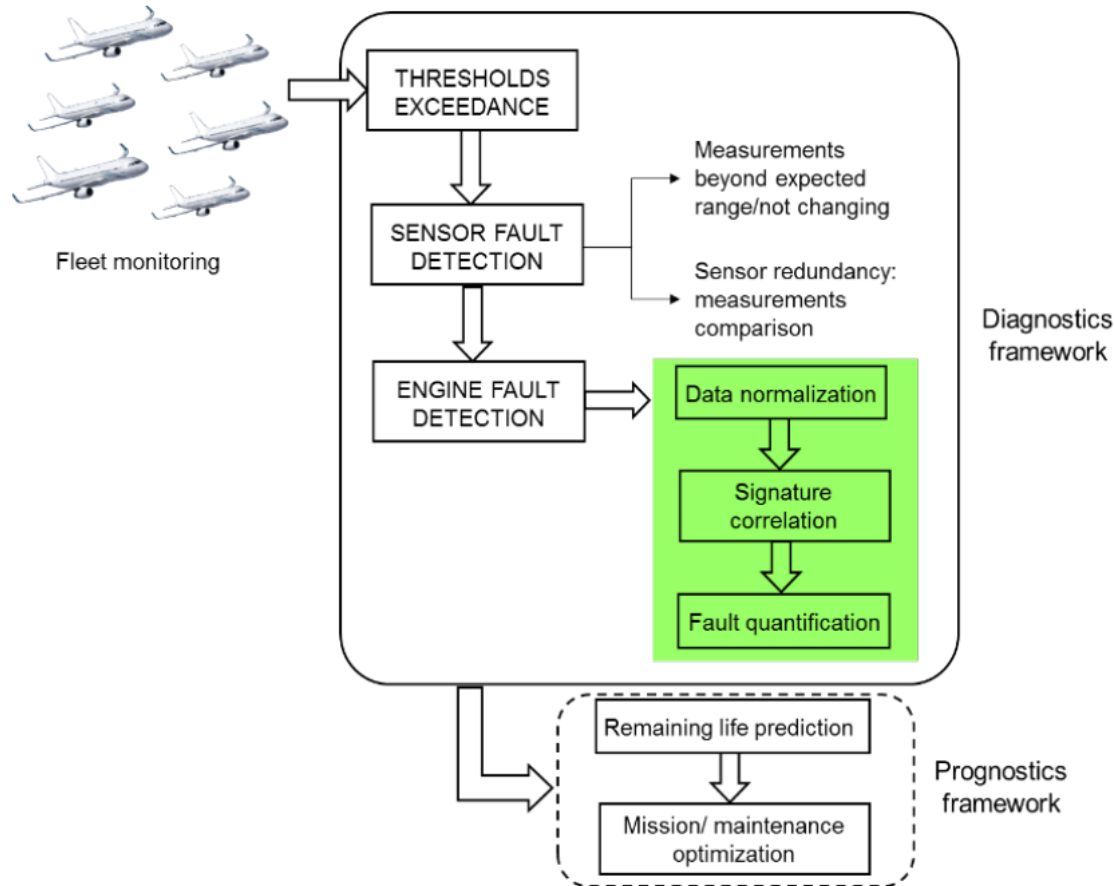 THRESHOLDS
EXCEEDANCE
Fleet monitoring
SENSOR FAULT
DETECTION
Measurements
beyond expected
range/not changing
Sensor redundancy:
measurements
comparison
ENGINE FAULT
DETECTION
Data normalization
Signature
correlation
Fault quantification
Diagnostics
framework
Remaining life prediction
Mission/ maintenance
optimization
Prognostics
framework